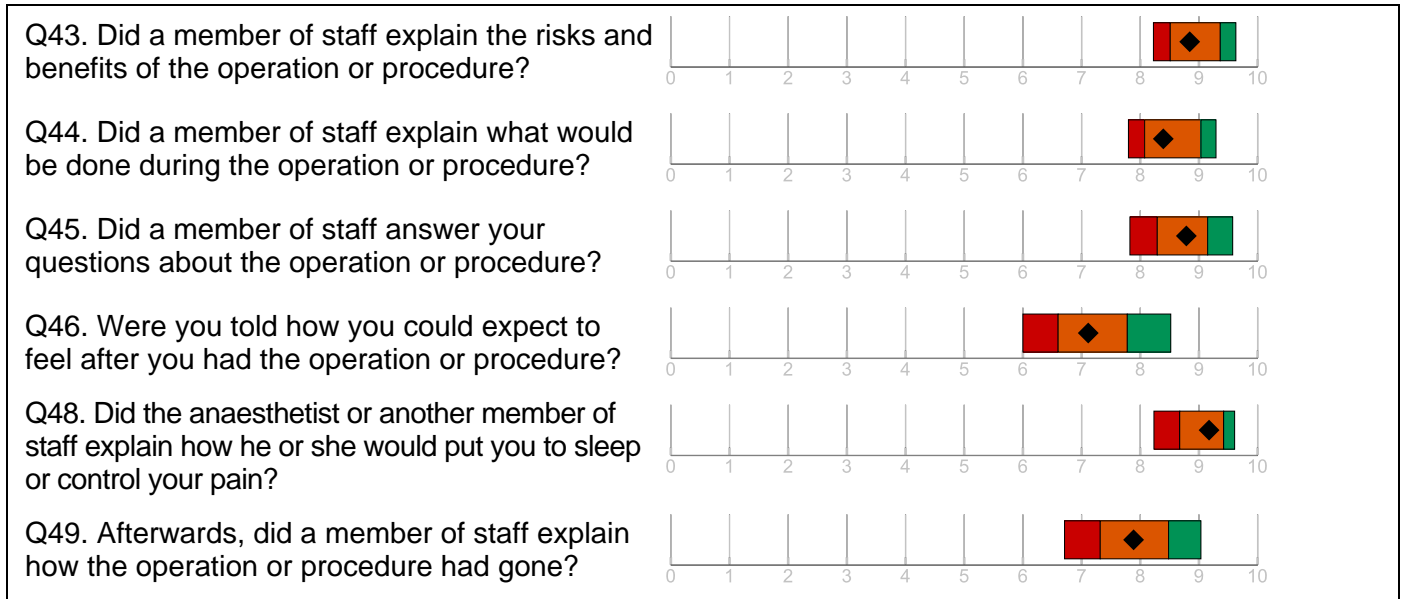 Q43. Did a member of staff explain the risks and
benefits of the operation or procedure?
0 1 2 3 4 5 6 7 8 9 10
Q44. Did a member of staff explain what would
be done during the operation or procedure?
0 1 2 3 4 5 6 7 8 9 10
Q45. Did a member of staff answer your
questions about the operation or procedure?
0 1 2 3 4 5 6 7 8 9 10
Q46. Were you told how you could expect to
feel after you had the operation or procedure?
0 1 2 3 4 5 6 7 8 9 10
Q48. Did the anaesthetist or another member of
staff explain how he or she would put you to sleep
or control your pain?
0 1 2 3 4 5 6 7 8 9 10
Q49. Afterwards, did a member of staff explain
how the operation or procedure had gone?
0 1 2 3 4 5 6 7 8 9 10